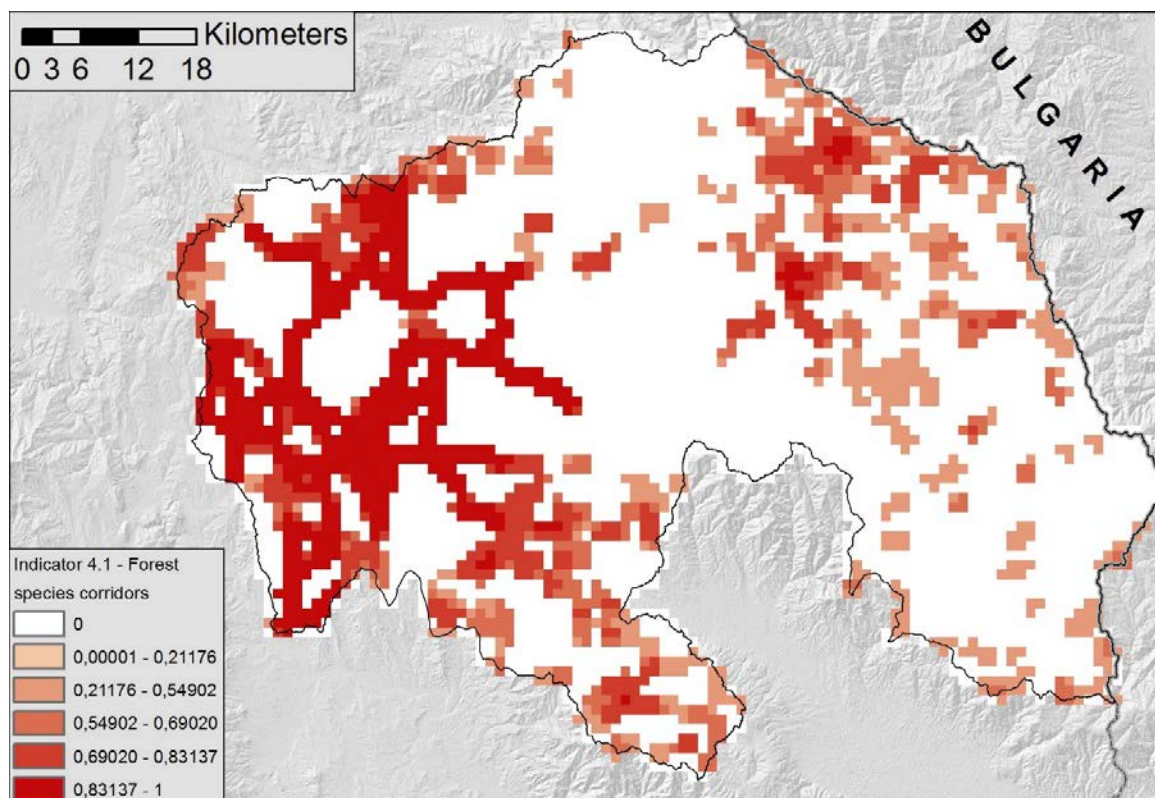 Kilometers
0 3 6 12 18
BULGARIA
Indicator 4.1 - Forest
species corridors
0
0,00001 - 0,21176
0,21176 - 0,54902
0,54902 - 0,69020
0,69020 - 0,83137
0,83137 - 1